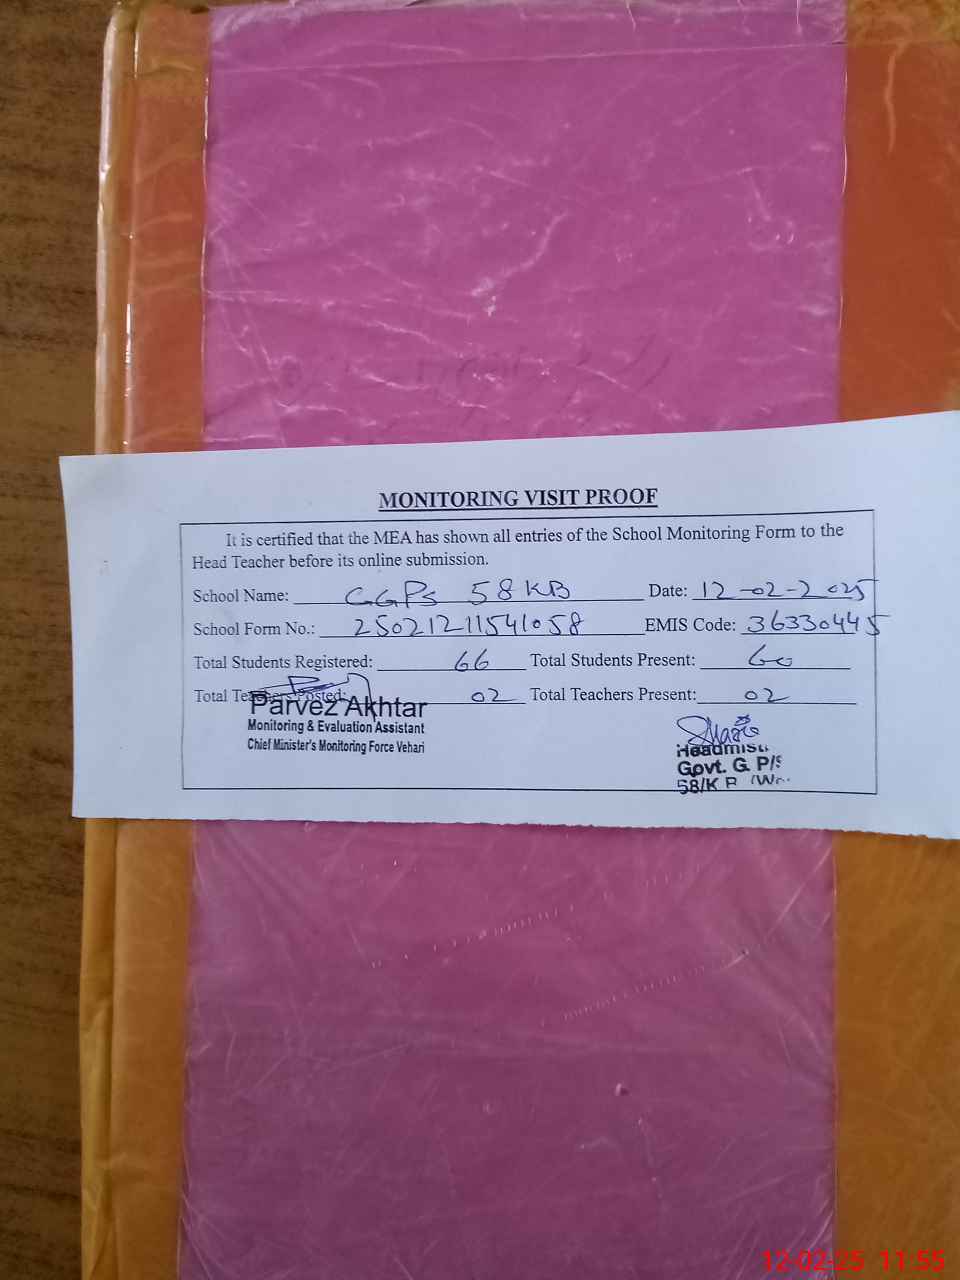 MONITORING VISIT PROOF
It is certified that the MEA has shown all entries of the School Monitoring Form to the
Head Teacher before its online submission.
School Name: GGPS 58KB Date: 12-02-2025
School Form No.: 25021211541058 EMIS Code: 36330445
Total Students Registered: 66 Total Students Present: 60
Total Teachers Posted: 02 Total Teachers Present: 02
Parvez Akhtar
Monitoring & Evaluation Assistant
Chief Minister's Monitoring Force Vehari
Govt. G. P/S
58/K
12-02-25 11:55